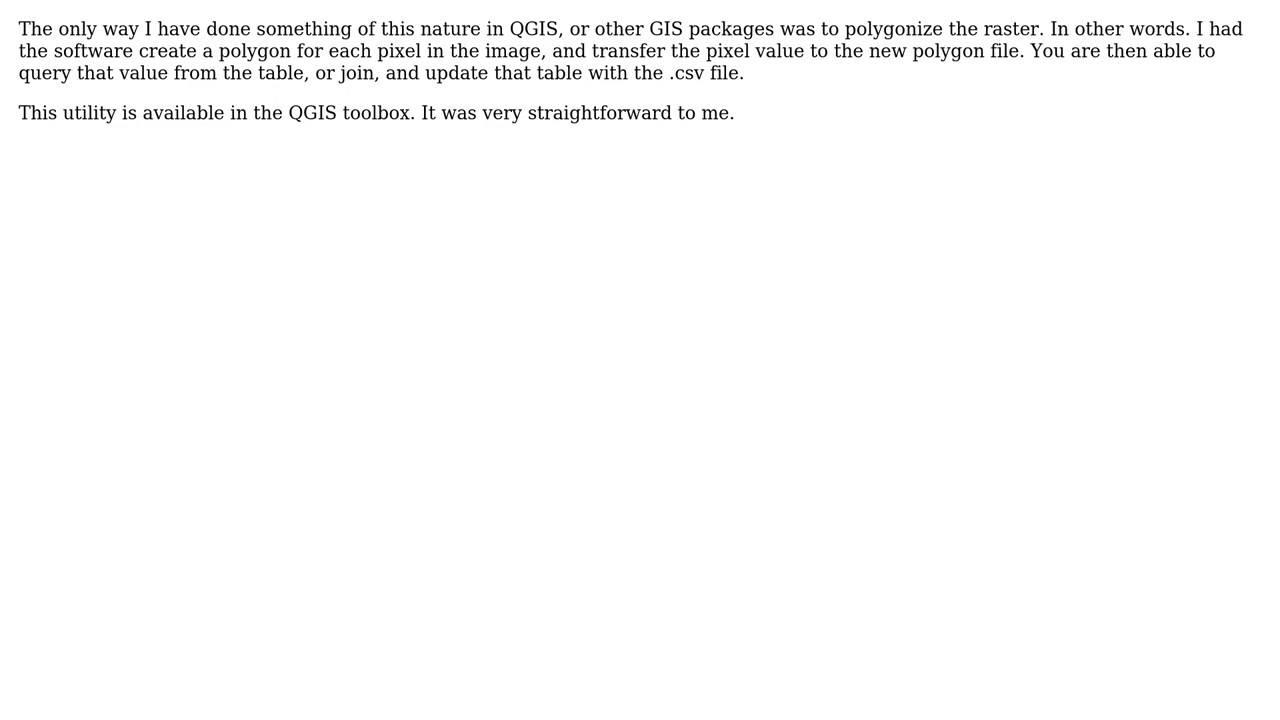 The only way I have done something of this nature in QGIS, or other GIS packages was to polygonize the raster. In other words. I had
the software create a polygon for each pixel in the image, and transfer the pixel value to the new polygon file. You are then able to
query that value from the table, or join, and update that table with the .csv file.
This utility is available in the QGIS toolbox. It was very straightforward to me.